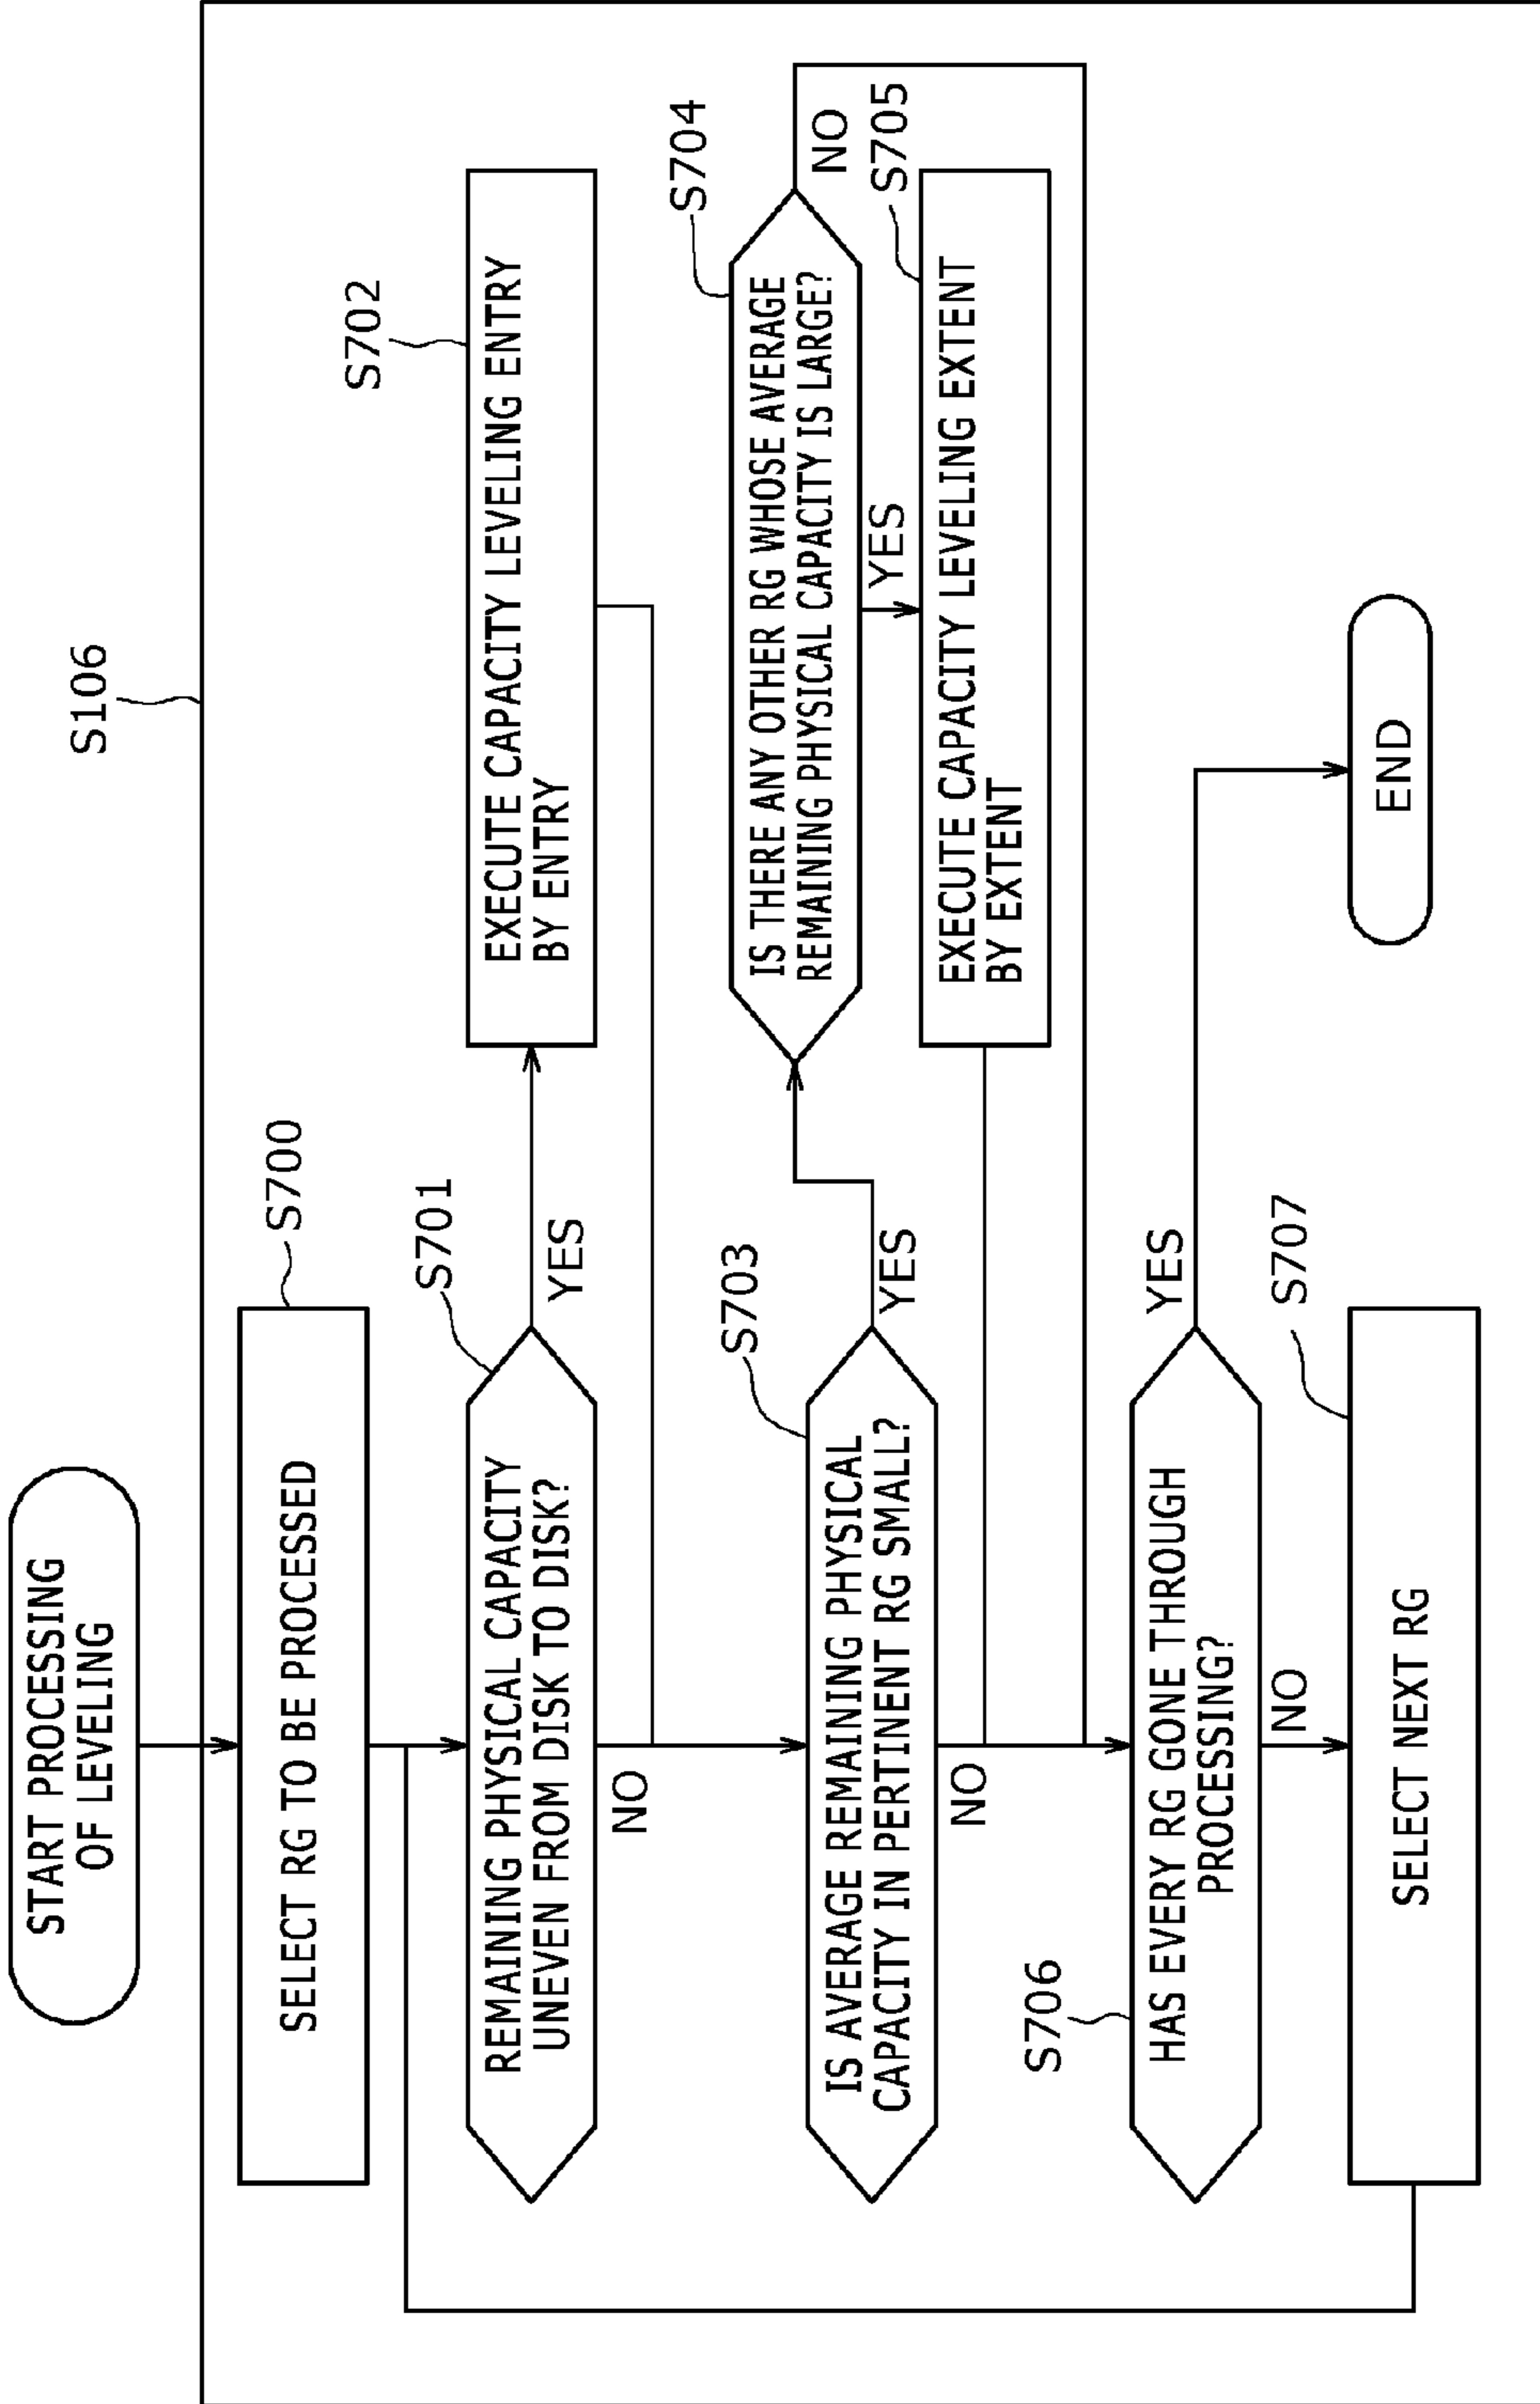 START PROCESSING
OF LEVELING
S106
SELECT RG TO BE PROCESSED
S700
REMAINING PHYSICAL CAPACITY
UNEVEN FROM DISK TO DISK?
S701
YES
NO
EXECUTE CAPACITY LEVELING ENTRY
BY ENTRY
S702
IS AVERAGE REMAINING PHYSICAL
CAPACITY IN PERTINENT RG SMALL?
S703
YES
NO
IS THERE ANY OTHER RG WHOSE AVERAGE
REMAINING PHYSICAL CAPACITY IS LARGE?
S704
NO
YES
EXECUTE CAPACITY LEVELING EXTENT
BY EXTENT
S705
S706
HAS EVERY RG GONE THROUGH
PROCESSING?
YES
NO
SELECT NEXT RG
S707
END